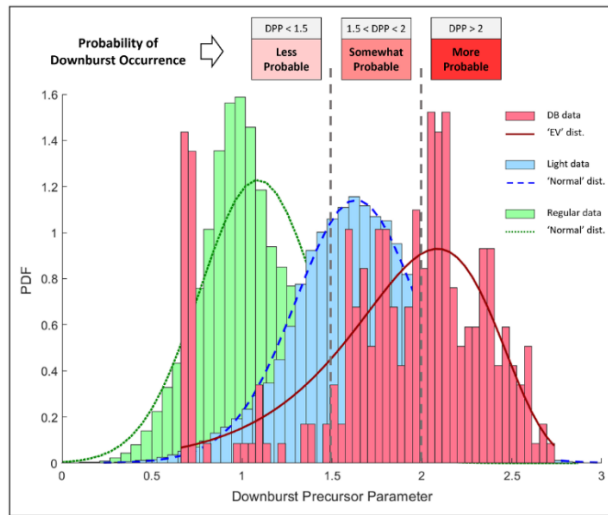 Probability of
Downburst Occurrence
DPP < 1.5
Less
Probable
1.5 < DPP < 2
Somewhat
Probable
DPP > 2
More
Probable
DB data
'EV' dist.
Light data
'Normal' dist.
Regular data
'Normal' dist.
PDF
1.6
1.4
1.2
1
0.8
0.6
0.4
0.2
0
0
0.5
1
1.5
2
2.5
3
Downburst Precursor Parameter